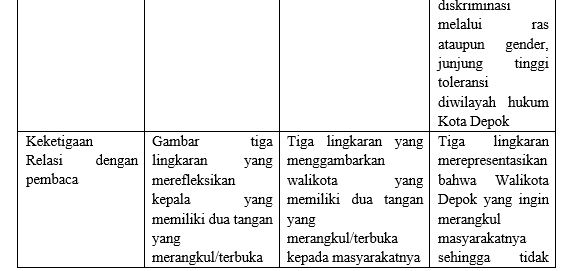 diskriminasi
melalui ras
ataupun gender,
junjung tinggi
toleransi
diwilayah hukum
Kota Depok
Keketigaan
Relasi dengan
pembaca
Gambar tiga
lingkaran yang
merefleksikan
kepala yang
memiliki dua tangan
yang
merangkul/terbuka
Tiga lingkaran yang
menggambarkan
walikota yang
memiliki dua tangan
yang
merangkul/terbuka
kepada masyarakatnya
Tiga lingkaran
merepresentasikan
bahwa Walikota
Depok yang ingin
merangkul
masyarakatnya
sehingga tidak